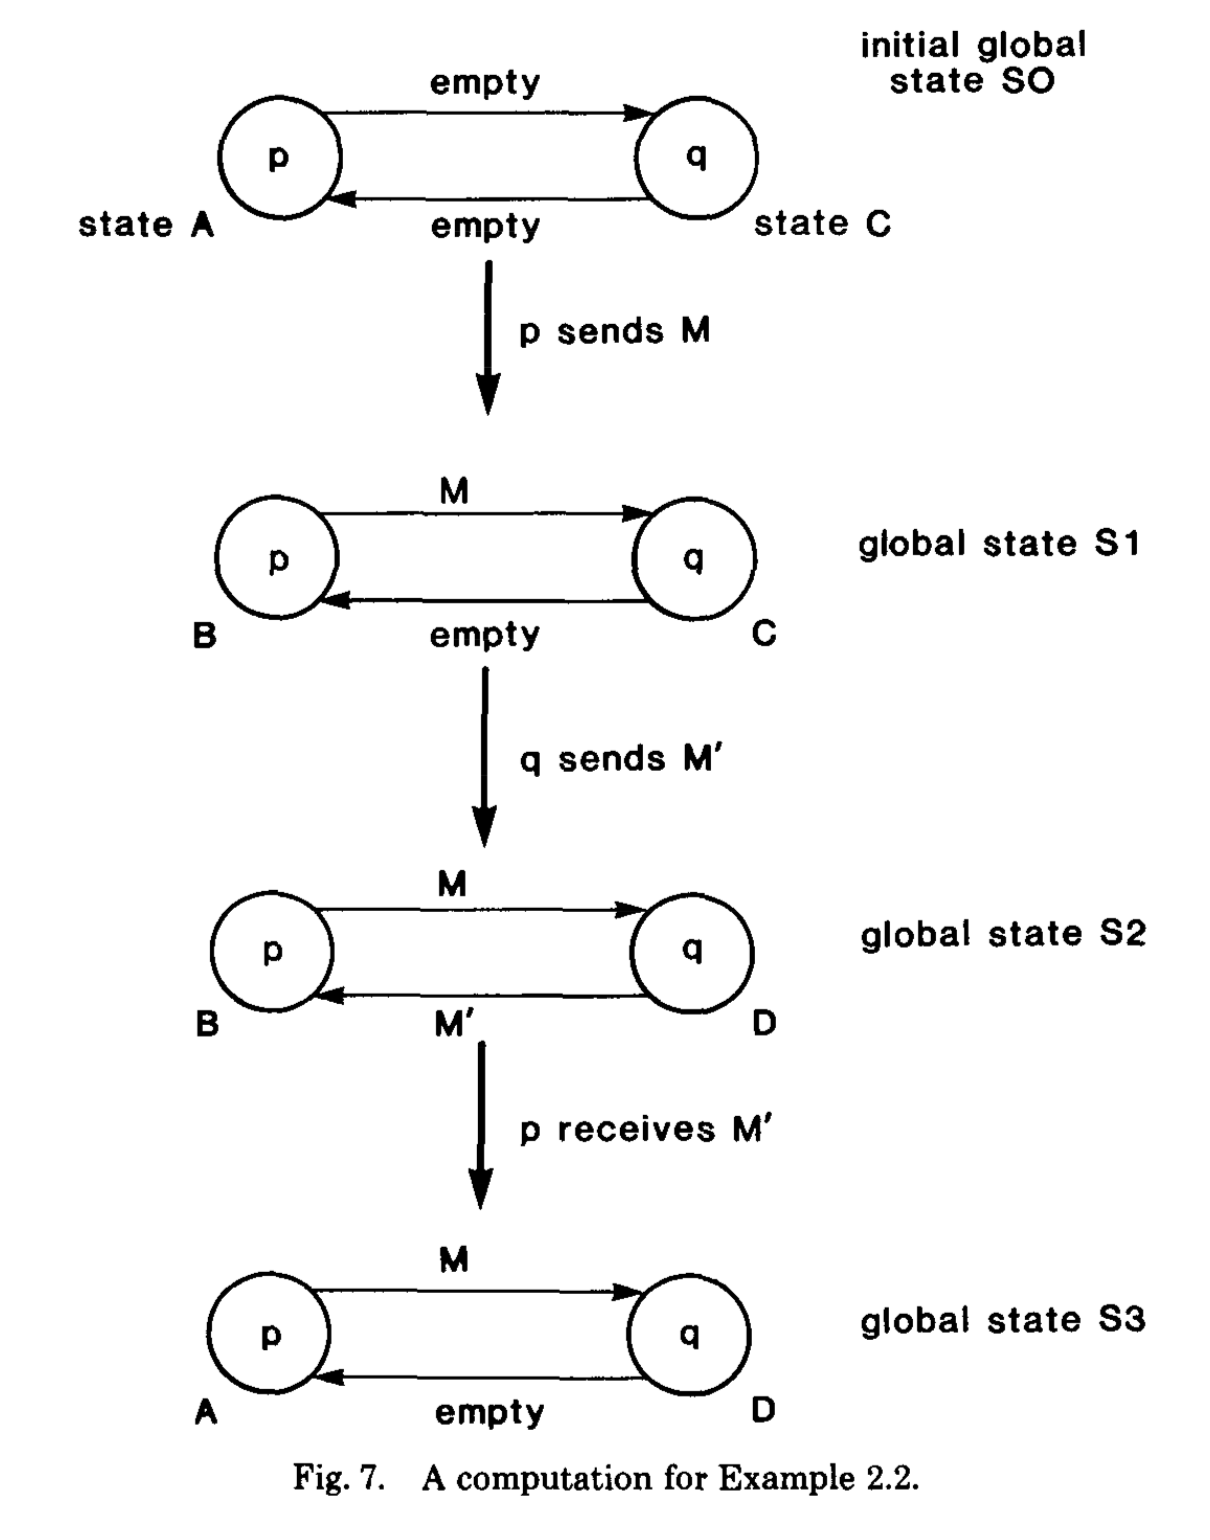 initial global
state SO
empty
p
q
state A
empty
state C
p sends M
M
p
q
global state S1
B
empty
C
q sends M′
M
p
q
global state S2
B
M′
D
p receives M′
M
p
q
global state S3
A
empty
D
Fig. 7. A computation for Example 2.2.